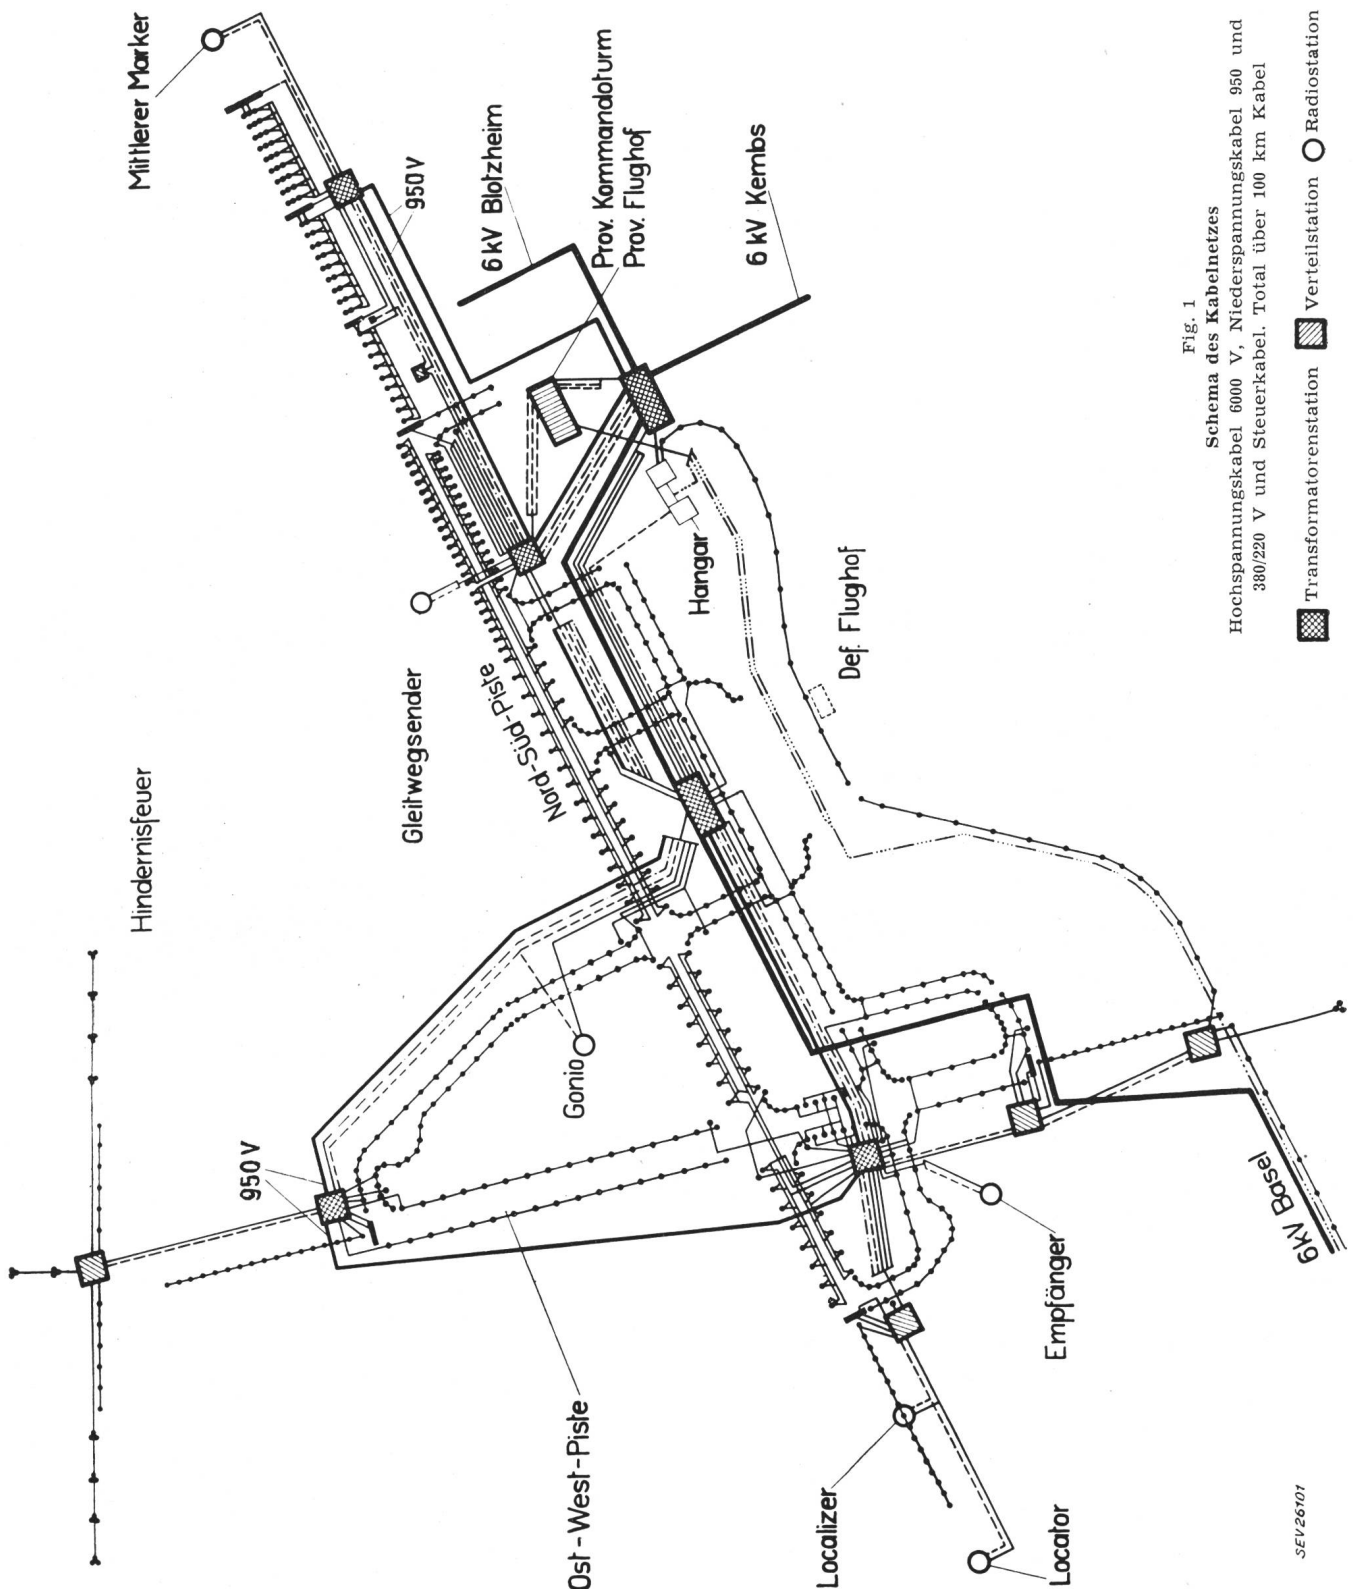 Mittlerer Marker
950 V
6 kV Blotzheim
Prov. Kommandoturm
Prov. Flughof
6 kV Kembs
Hindernisfeuer
Gleitwegsender
Nord-Süd-Piste
Hangar
Def. Flughof
Gonio
950 V
Ost-West-Piste
Empfänger
6 kV Basel
Localizer
Locator
Fig. 1
Schema des Kabelnetzes
Hochspannungskabel 6000 V, Niederspannungskabel 950 und
380/220 V und Steuerkabel. Total über 100 km Kabel
Transformatorenstation Verteilstation Radiostation
SEV26101